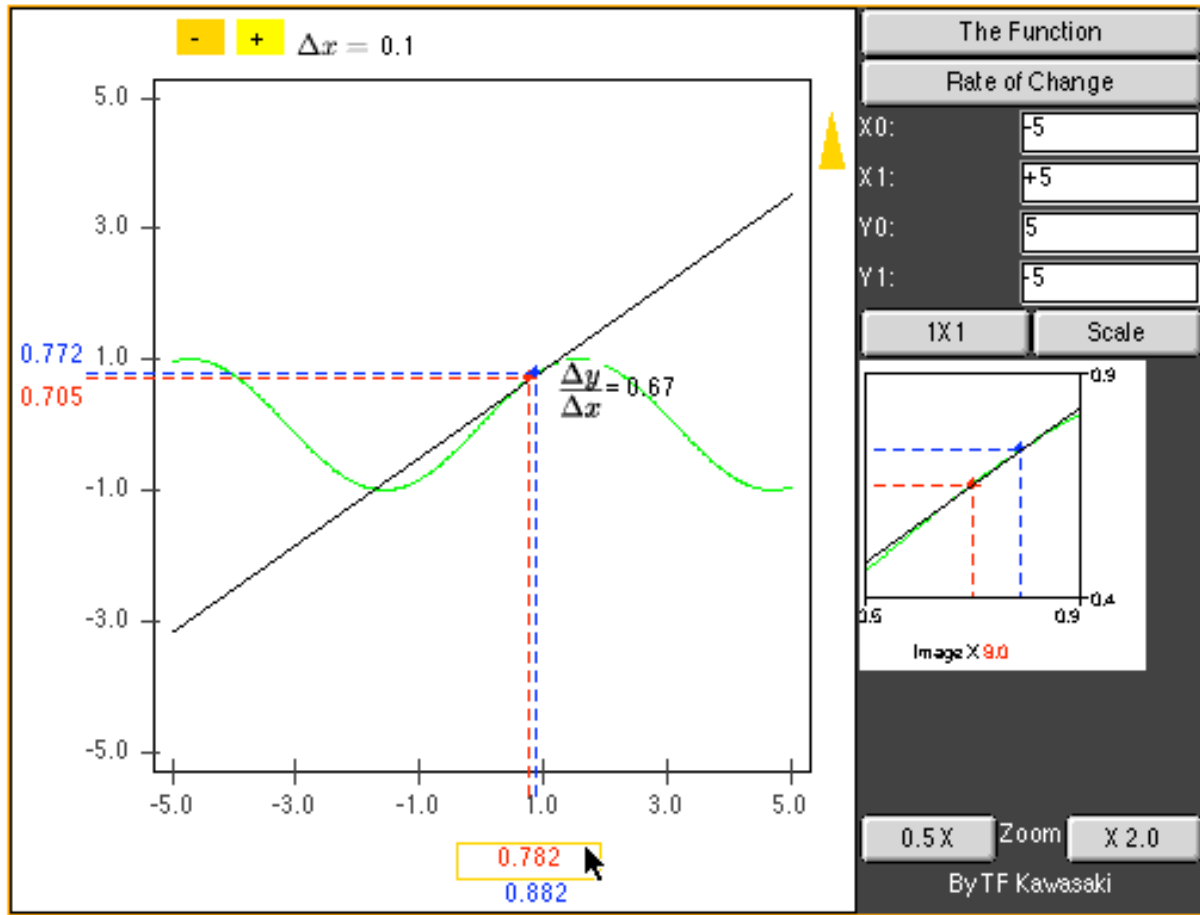 - + Δx = 0.1
The Function
Rate of Change
X0: -5
X1: +5
Y0: 5
Y1: -5
1X1 Scale
5.0
3.0
1.0
-1.0
-3.0
-5.0
0.772
0.705
Δy/Δx = 0.67
-5.0 -3.0 -1.0 1.0 3.0 5.0
0.782
0.882
0.9
0.4
0.5 0.9
Image X 9.0
0.5 X Zoom X 2.0
By TF Kawasaki